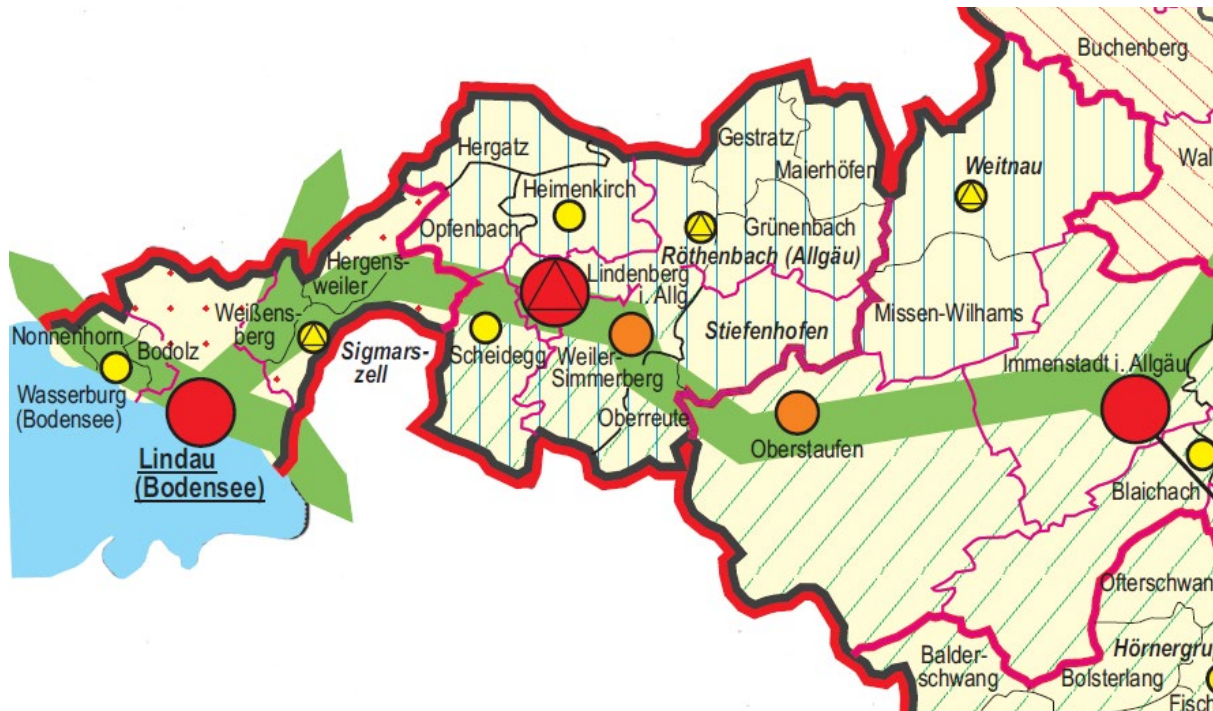 Buchenberg
Gestratz
Hergatz
Maierhöfen
Weitnau
Wal
Heimenkirch
Opfenbach
Grünenbach
Röthenbach (Allgäu)
Hergens-
weiler
Lindenberg
i. Allg
Weißens-
berg
Missen-Wilhams
Stiefenhofen
Nonnenhorn
Bodolz
Sigmars-
zell
Scheidegg
Weiler-
Simmerberg
Immenstadt i. Allgäu
Wasserburg
(Bodensee)
Oberreute
Oberstaufen
Lindau
(Bodensee)
Blaichach
Ofterschwan
Balder-
schwang
Hörnergru
Bolsterlang
Fisch